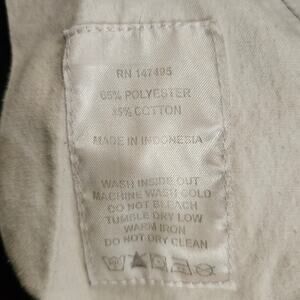 RN 147495
65% POLYESTER
35% COTTON
MADE IN INDONESIA
WASH INSIDE OUT
MACHINE WASH COLD
DO NOT BLEACH
TUMBLE DRY LOW
WARM IRON
DO NOT DRY CLEAN